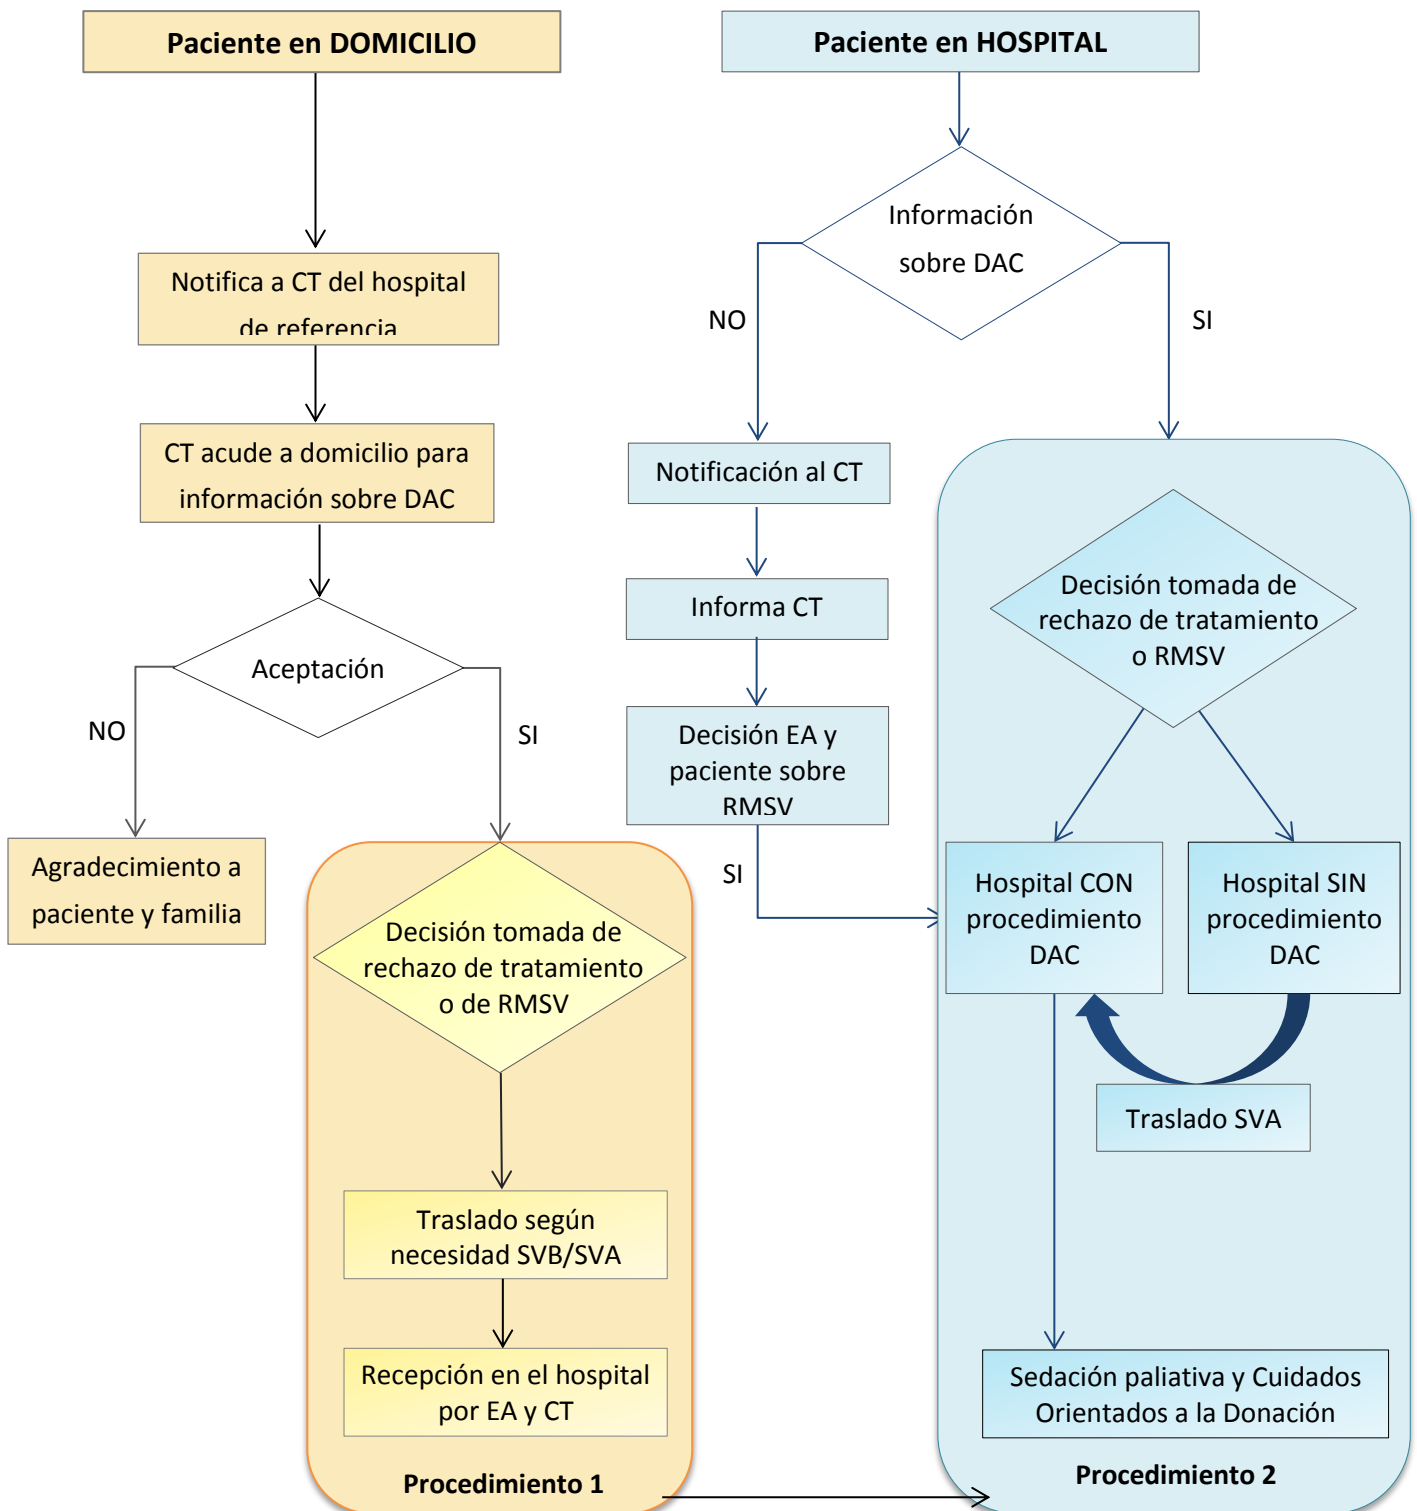 Paciente en DOMICILIO
Notifica a CT del hospital
de referencia
CT acude a domicilio para
información sobre DAC
Aceptación
NO
SI
Agradecimiento a
paciente y familia
Decisión tomada de
rechazo de tratamiento
o de RMSV
Traslado según
necesidad SVB/SVA
Recepción en el hospital
por EA y CT
Procedimiento 1
Paciente en HOSPITAL
Información
sobre DAC
NO
SI
Notificación al CT
Informa CT
Decisión EA y
paciente sobre
RMSV
SI
Decisión tomada de
rechazo de tratamiento
o RMSV
Hospital CON
procedimiento
DAC
Hospital SIN
procedimiento
DAC
Traslado SVA
Sedación paliativa y Cuidados
Orientados a la Donación
Procedimiento 2